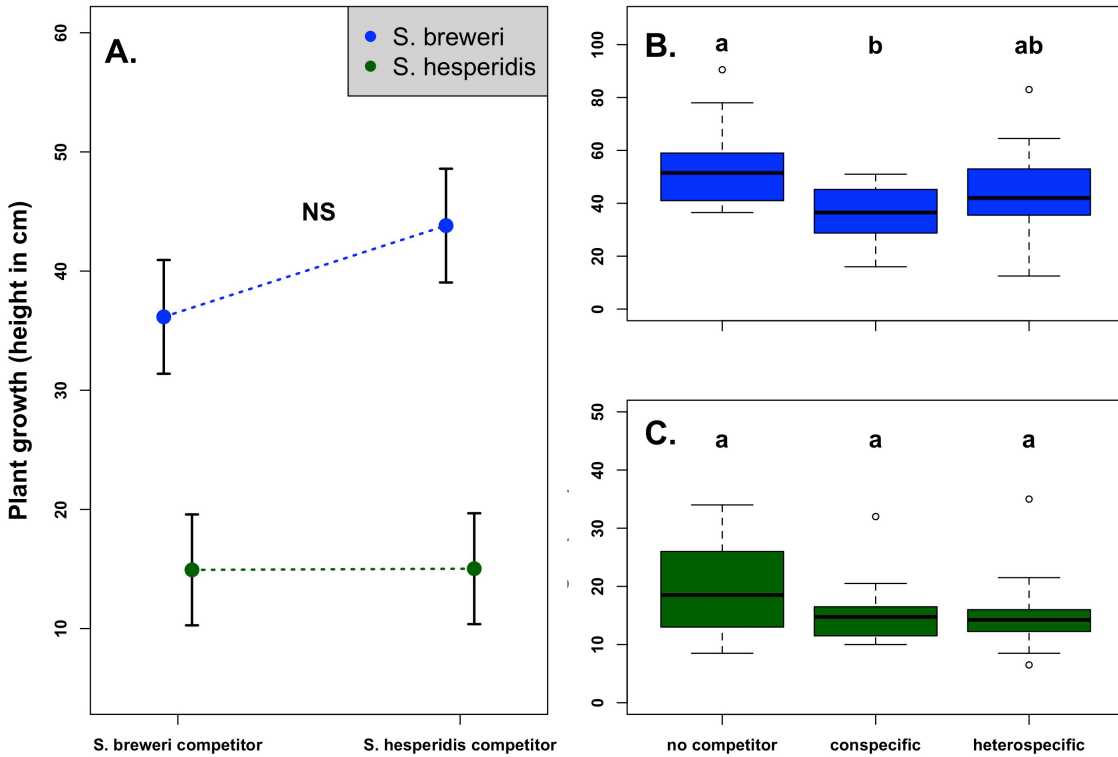 A.
S. breweri
S. hesperidis
NS
Plant growth (height in cm)
60
50
40
30
20
10
S. breweri competitor
S. hesperidis competitor
B.
a
b
ab
100
80
60
40
20
0
C.
a
a
a
50
40
30
20
10
0
no competitor
conspecific
heterospecific